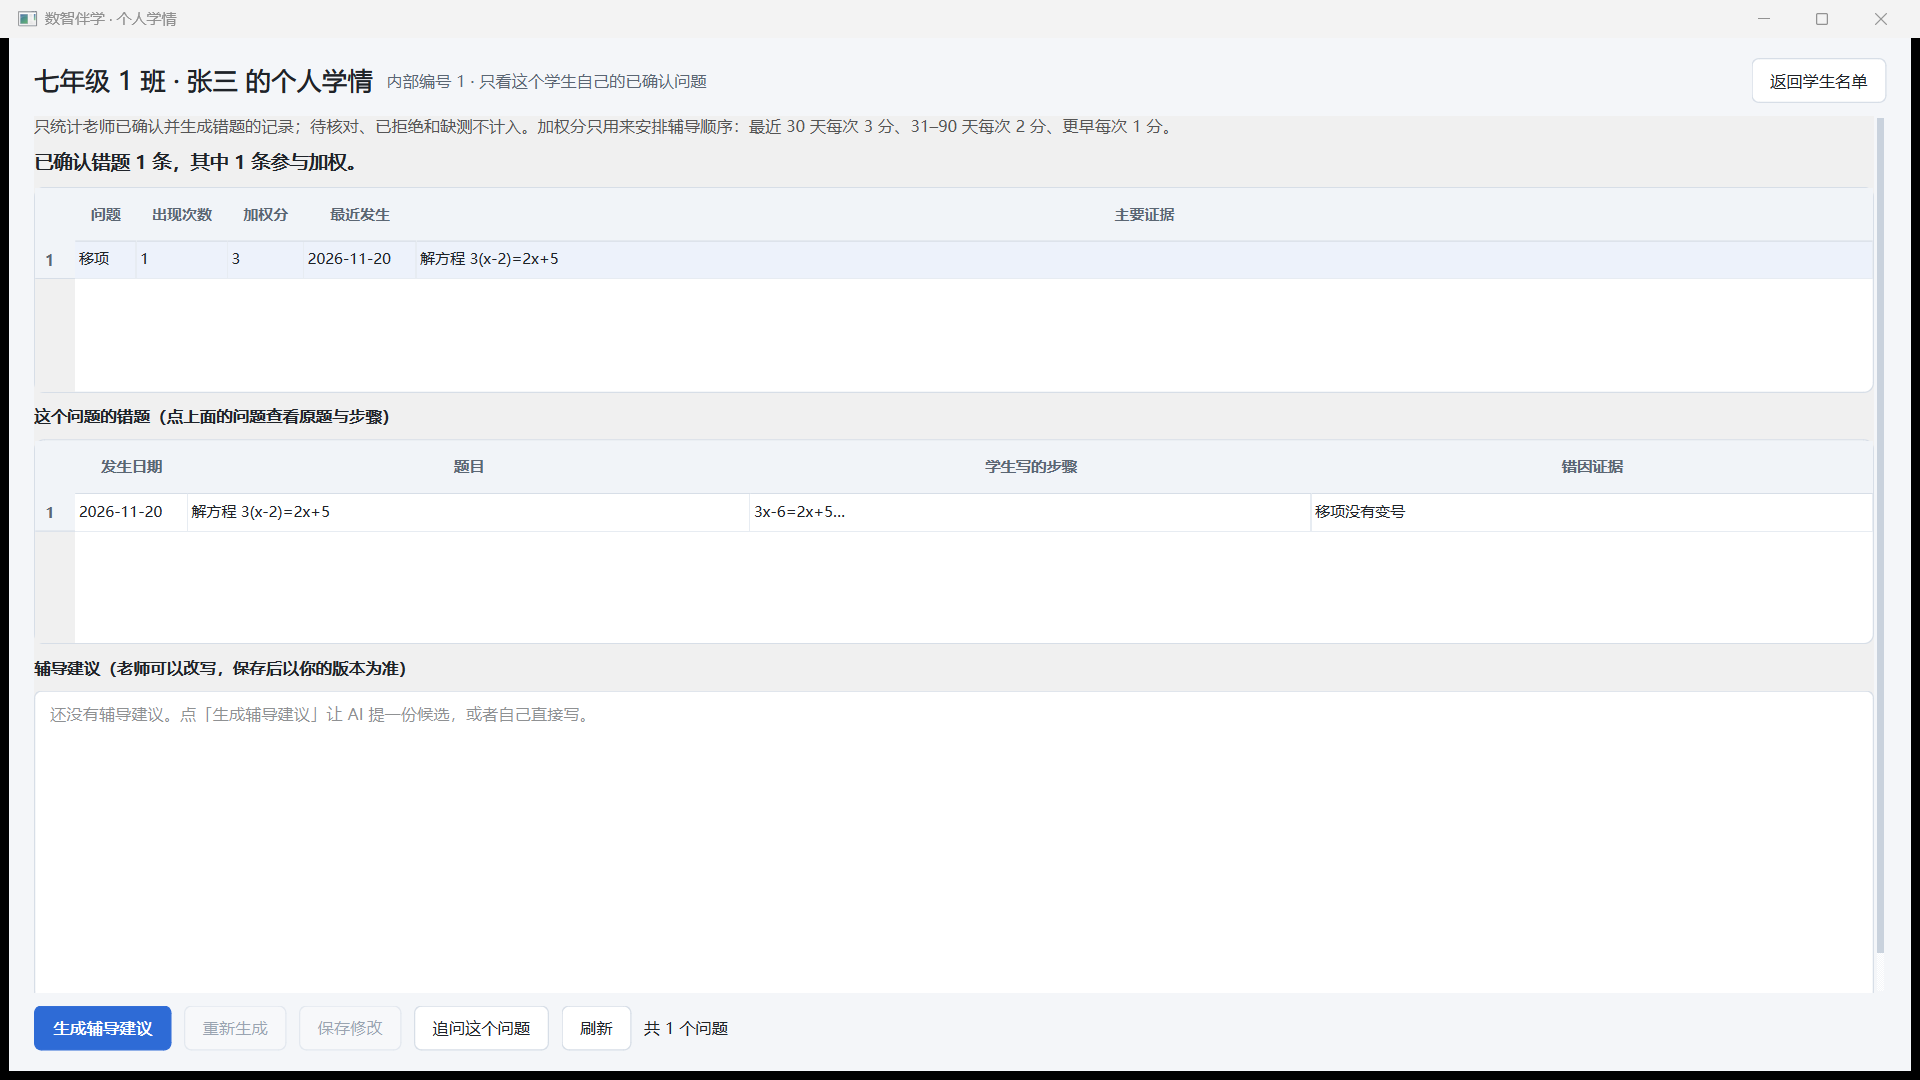 数智伴学 · 个人学情
七年级 1 班 · 张三 的个人学情 内部编号 1 · 只看这个学生自己的已确认问题 返回学生名单
只统计老师已确认并生成错题的记录；待核对、已拒绝和缺测不计入。加权分只用来安排辅导顺序：最近 30 天每次 3 分、31–90 天每次 2 分、更早每次 1 分。
已确认错题 1 条，其中 1 条参与加权。
问题 出现次数 加权分 最近发生 主要证据
1 移项 1 3 2026-11-20 解方程 3(x-2)=2x+5
这个问题的错题（点上面的问题查看原题与步骤）
发生日期 题目 学生写的步骤 错因证据
1 2026-11-20 解方程 3(x-2)=2x+5 3x-6=2x+5... 移项没有变号
辅导建议（老师可以改写，保存后以你的版本为准）
还没有辅导建议。点「生成辅导建议」让 AI 提一份候选，或者自己直接写。
生成辅导建议 重新生成 保存修改 追问这个问题 刷新 共 1 个问题